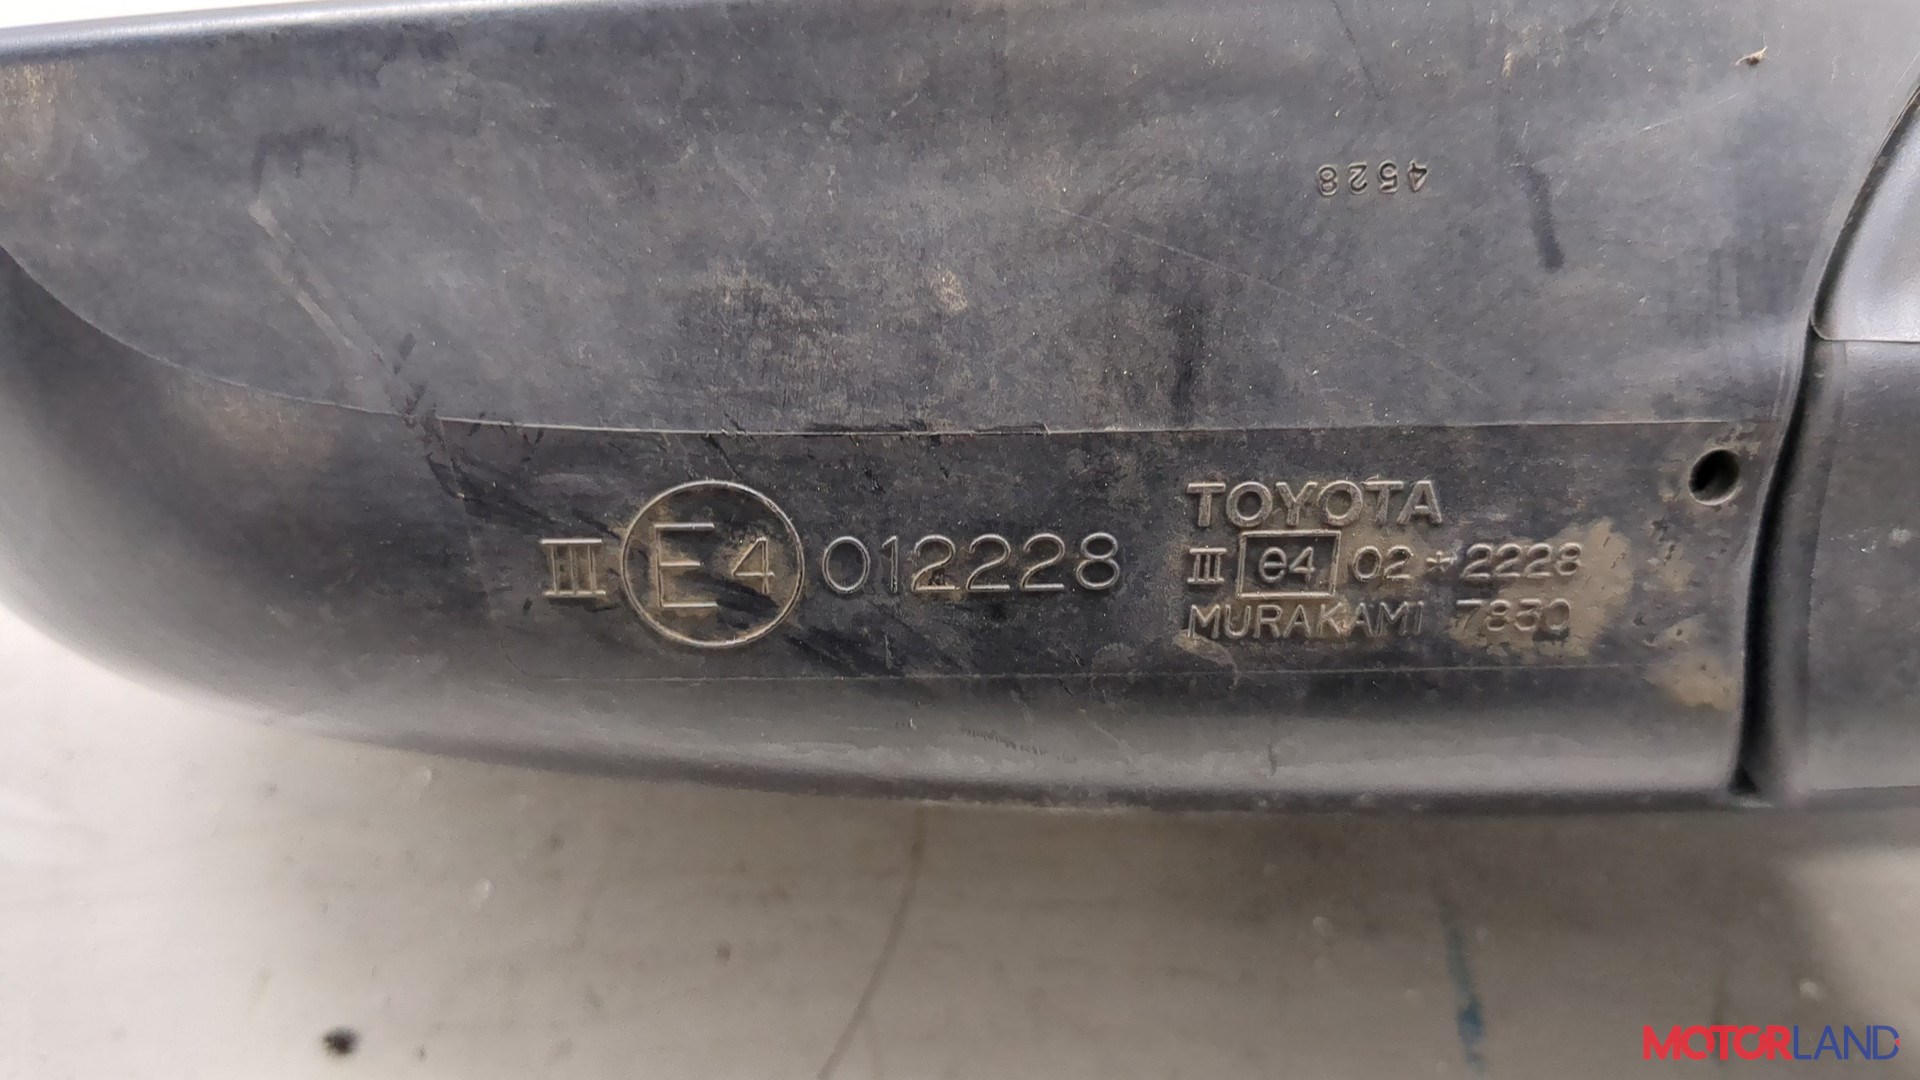 4528
III E4 012228
TOYOTA
III e4 02*2228
MURAKAMI 7830
MOTORLAND